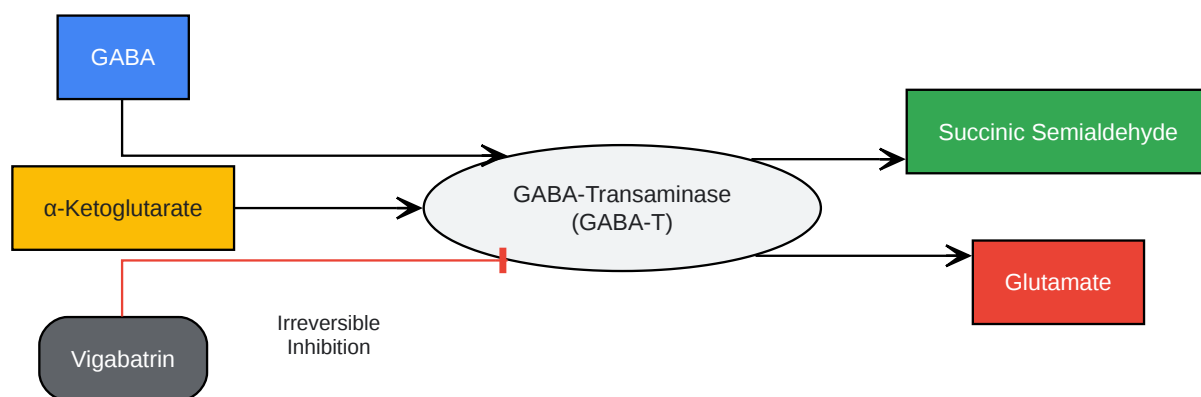 GABA
Succinic Semialdehyde
α-Ketoglutarate
GABA-Transaminase
(GABA-T)
Glutamate
Irreversible
Inhibition
Vigabatrin